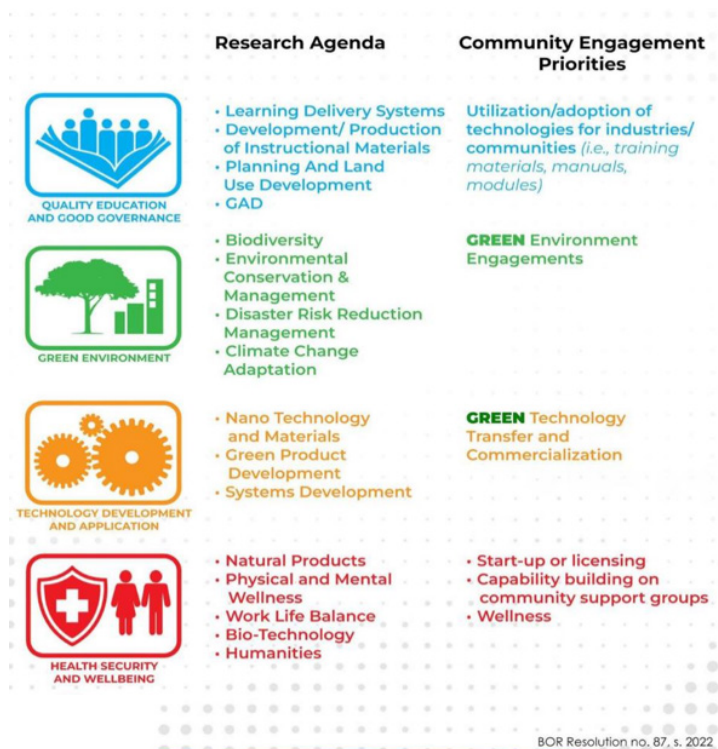 Research Agenda
Community Engagement
Priorities
• Learning Delivery Systems
• Development/ Production
of Instructional Materials
• Planning And Land
Use Development
• GAD
Utilization/adoption of
technologies for industries/
communities (i.e., training
materials, manuals,
modules)
QUALITY EDUCATION
AND GOOD GOVERNANCE
• Biodiversity
• Environmental
Conservation &
Management
• Disaster Risk Reduction
Management
• Climate Change
Adaptation
GREEN Environment
Engagements
GREEN ENVIRONMENT
• Nano Technology
and Materials
• Green Product
Development
• Systems Development
GREEN Technology
Transfer and
Commercialization
TECHNOLOGY DEVELOPMENT
AND APPLICATION
• Natural Products
• Physical and Mental
Wellness
• Work Life Balance
• Bio-Technology
• Humanities
• Start-up or licensing
• Capability building on
community support groups
• Wellness
HEALTH SECURITY
AND WELLBEING
BOR Resolution no. 87, s. 2022